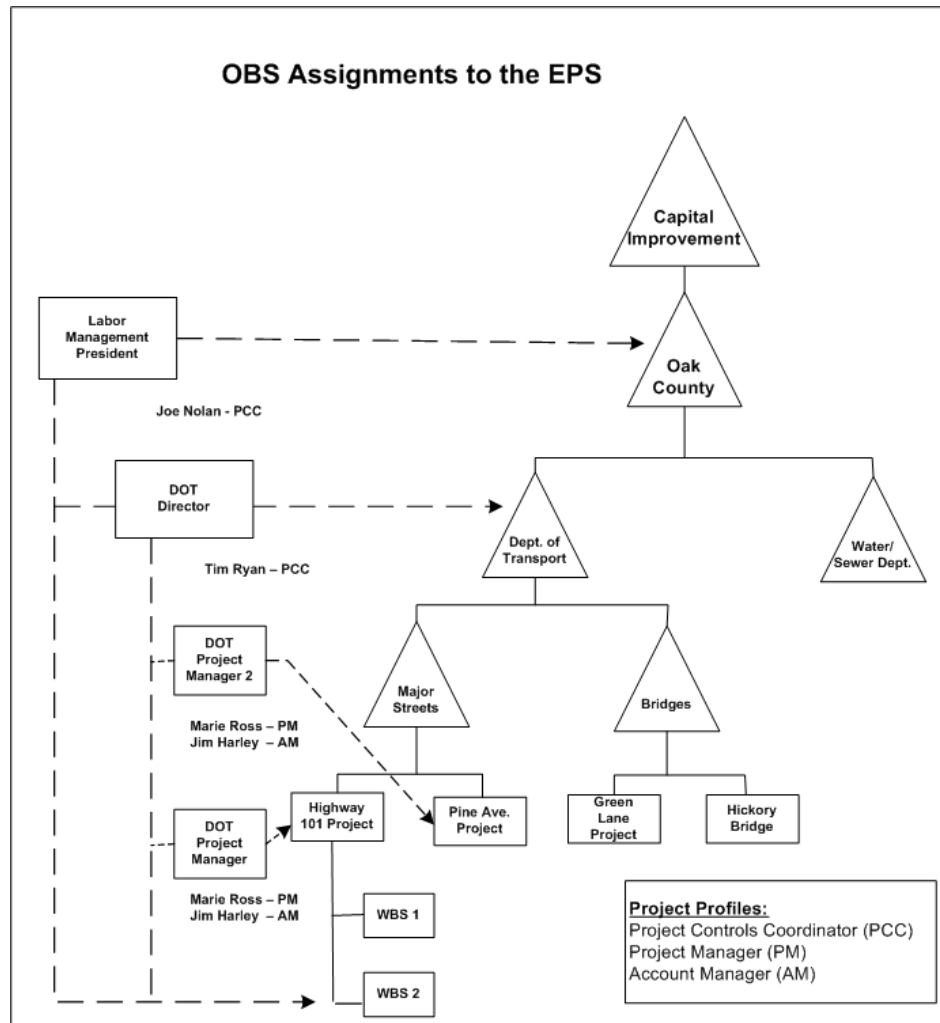 OBS Assignments to the EPS
Capital
Improvement
Labor
Management
President
Oak
County
Joe Nolan - PCC
DOT
Director
Dept. of
Transport
Water/
Sewer Dept.
Tim Ryan – PCC
DOT
Project
Manager 2
Major
Streets
Bridges
Marie Ross – PM
Jim Harley – AM
Highway
101 Project
Pine Ave.
Project
Green
Lane
Project
Hickory
Bridge
DOT
Project
Manager
Marie Ross – PM
Jim Harley – AM
WBS 1
WBS 2
Project Profiles:
Project Controls Coordinator (PCC)
Project Manager (PM)
Account Manager (AM)